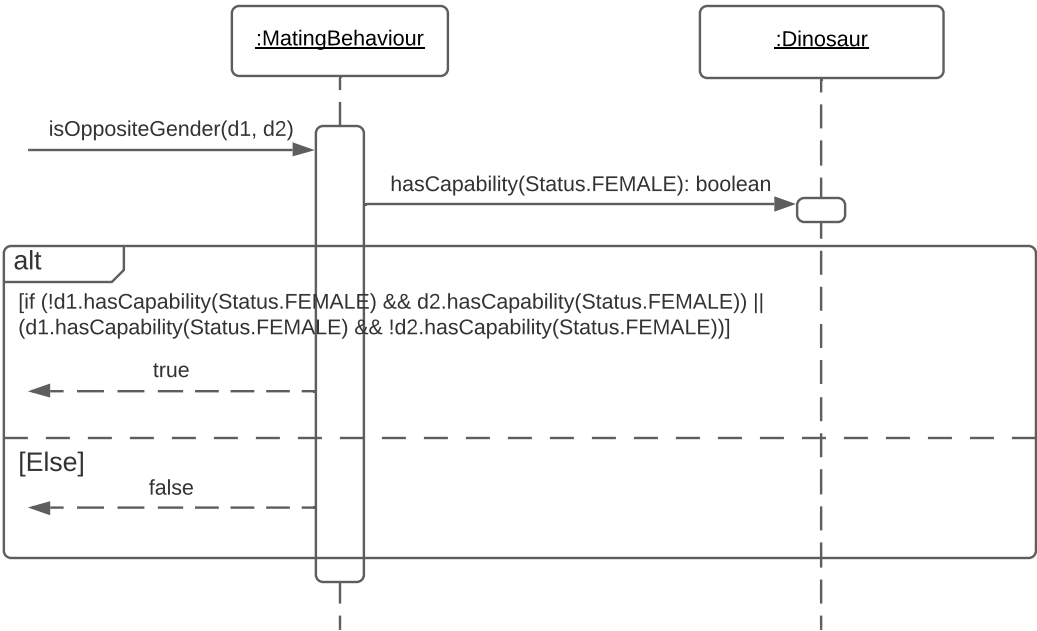 :MatingBehaviour
:Dinosaur
isOppositeGender(d1, d2)
hasCapability(Status.FEMALE): boolean
alt
[if (!d1.hasCapability(Status.FEMALE) && d2.hasCapability(Status.FEMALE)) ||
(d1.hasCapability(Status.FEMALE) && !d2.hasCapability(Status.FEMALE))]
true
[Else]
false